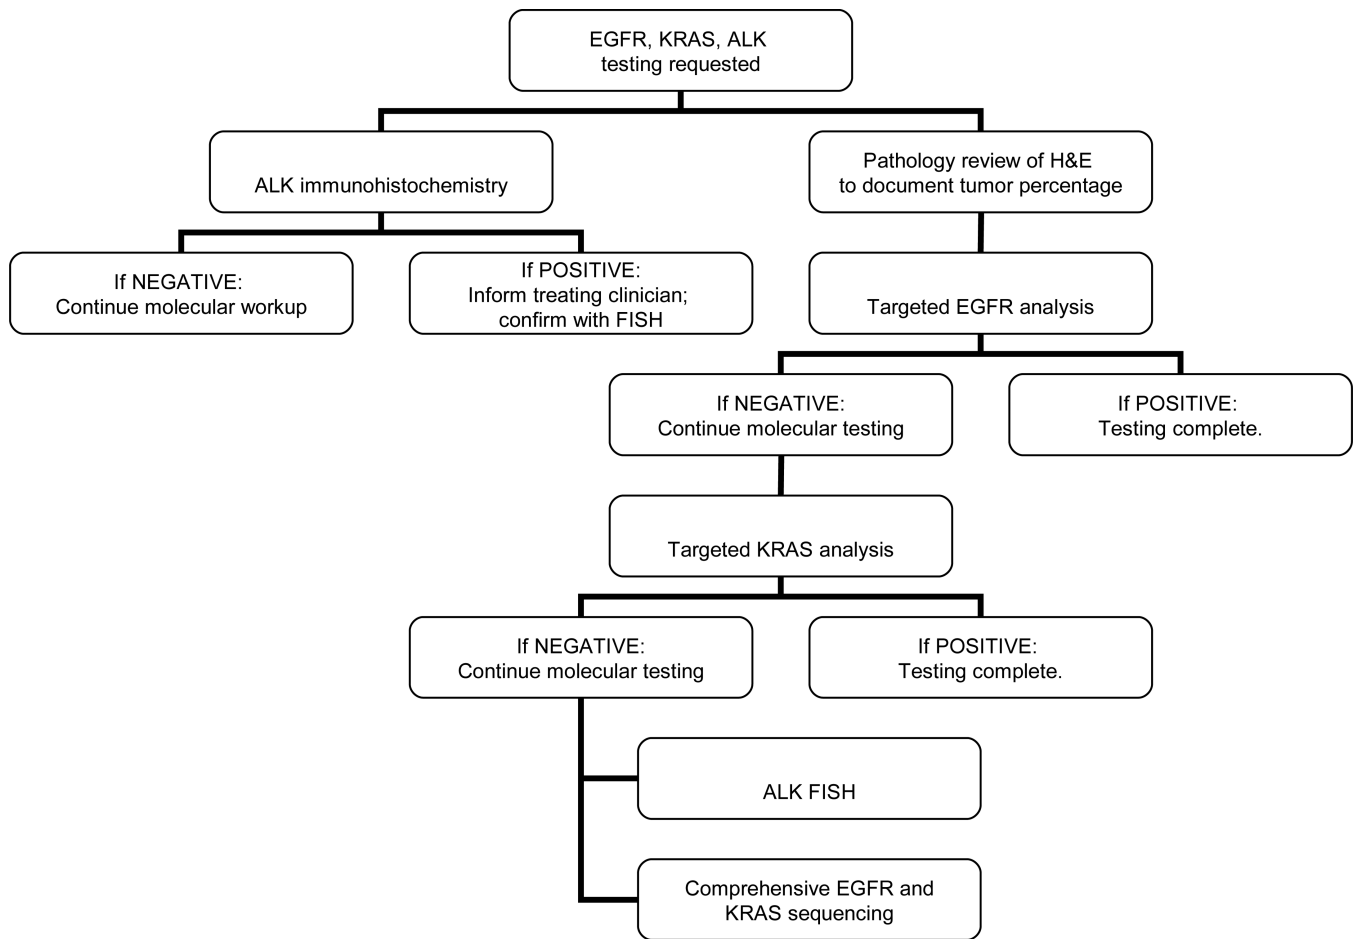 EGFR, KRAS, ALK
testing requested
ALK immunohistochemistry
Pathology review of H&E
to document tumor percentage
If NEGATIVE:
Continue molecular workup
If POSITIVE:
Inform treating clinician;
confirm with FISH
Targeted EGFR analysis
If NEGATIVE:
Continue molecular testing
If POSITIVE:
Testing complete.
Targeted KRAS analysis
If NEGATIVE:
Continue molecular testing
If POSITIVE:
Testing complete.
ALK FISH
Comprehensive EGFR and
KRAS sequencing